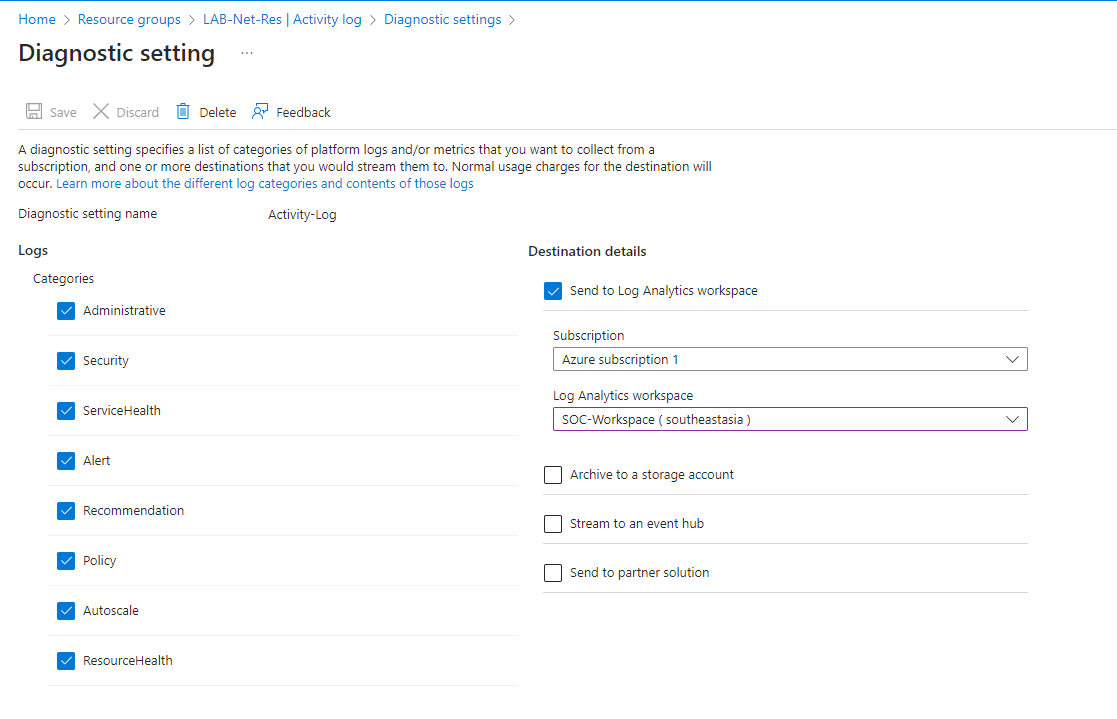 Home > Resource groups > LAB-Net-Res | Activity log > Diagnostic settings >
Diagnostic setting ...
Save Discard Delete Feedback
A diagnostic setting specifies a list of categories of platform logs and/or metrics that you want to collect from a
subscription, and one or more destinations that you would stream them to. Normal usage charges for the destination will
occur. Learn more about the different log categories and contents of those logs
Diagnostic setting name Activity-Log
Logs
Categories
Administrative
Security
ServiceHealth
Alert
Recommendation
Policy
Autoscale
ResourceHealth
Destination details
Send to Log Analytics workspace
Subscription
Azure subscription 1
Log Analytics workspace
SOC-Workspace ( southeastasia )
Archive to a storage account
Stream to an event hub
Send to partner solution